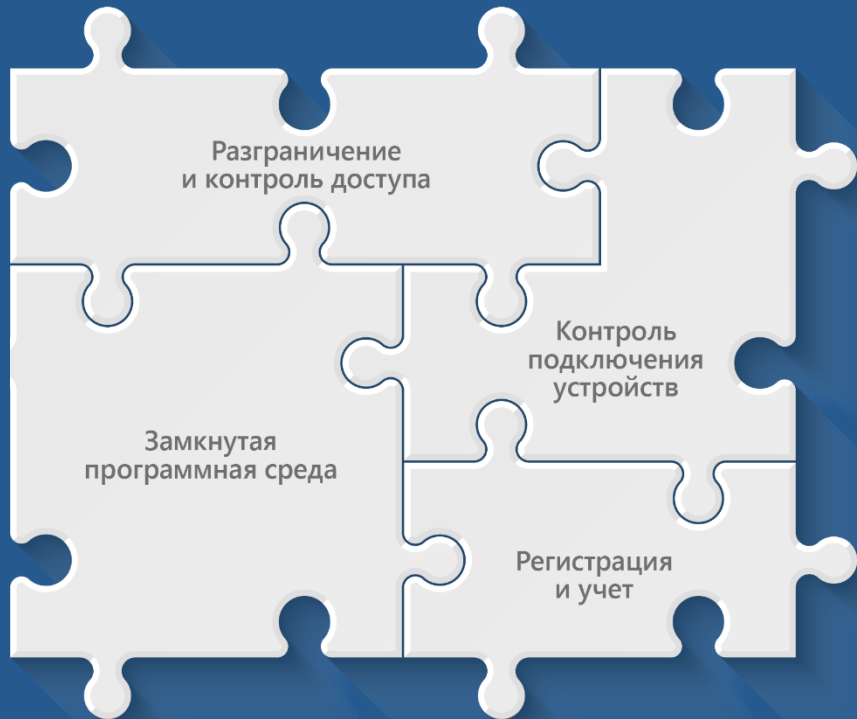 Разграничение
и контроль доступа
Контроль
подключения
устройств
Замкнутая
программная среда
Регистрация
и учет